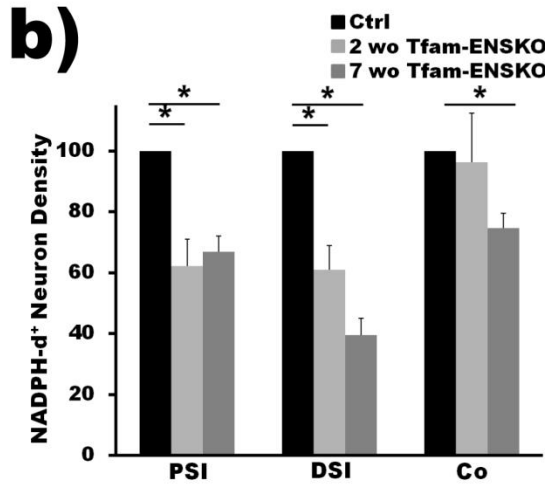 b)
Ctrl
2 wo Tfam-ENSKO
7 wo Tfam-ENSKO
* * *
* *
NADPH-d⁺ Neuron Density
100
80
60
40
20
0
PSI DSI Co